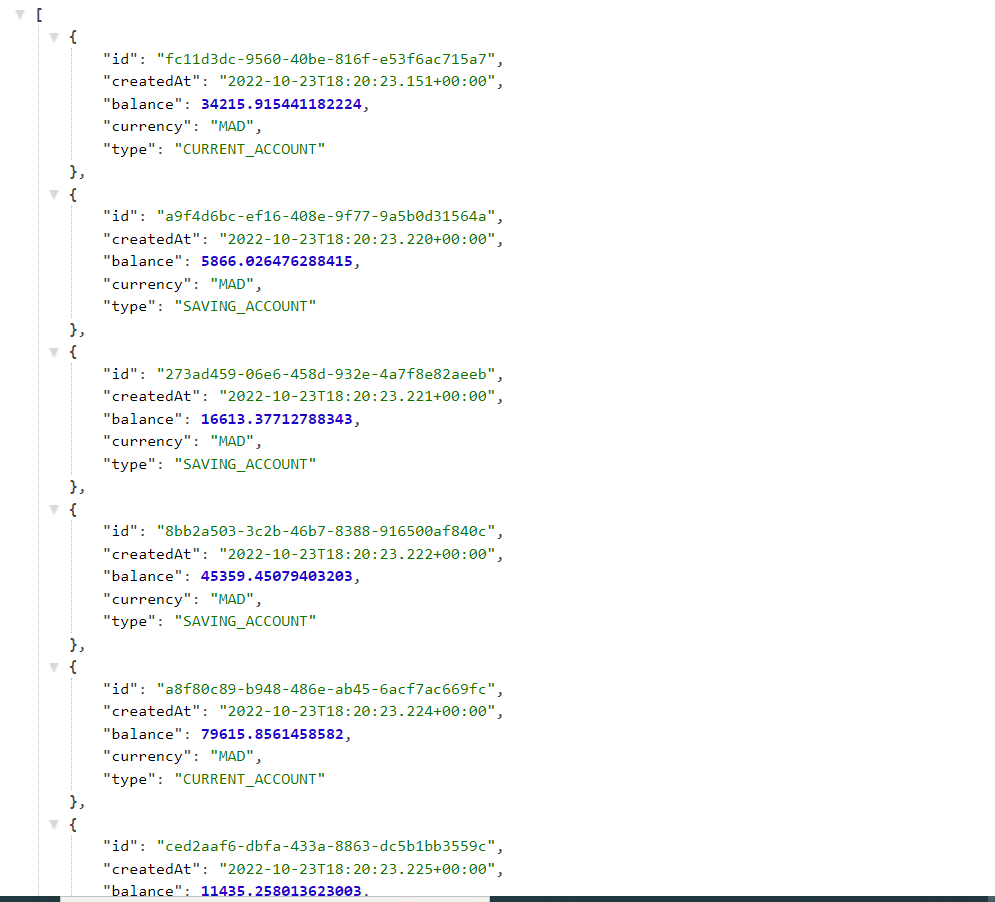 [
{
"id": "fc11d3dc-9560-40be-816f-e53f6ac715a7",
"createdAt": "2022-10-23T18:20:23.151+00:00",
"balance": 34215.915441182224,
"currency": "MAD",
"type": "CURRENT_ACCOUNT"
},
{
"id": "a9f4d6bc-ef16-408e-9f77-9a5b0d31564a",
"createdAt": "2022-10-23T18:20:23.220+00:00",
"balance": 5866.026476288415,
"currency": "MAD",
"type": "SAVING_ACCOUNT"
},
{
"id": "273ad459-06e6-458d-932e-4a7f8e82aeeb",
"createdAt": "2022-10-23T18:20:23.221+00:00",
"balance": 16613.37712788343,
"currency": "MAD",
"type": "SAVING_ACCOUNT"
},
{
"id": "8bb2a503-3c2b-46b7-8388-916500af840c",
"createdAt": "2022-10-23T18:20:23.222+00:00",
"balance": 45359.45079403203,
"currency": "MAD",
"type": "SAVING_ACCOUNT"
},
{
"id": "a8f80c89-b948-486e-ab45-6acf7ac669fc",
"createdAt": "2022-10-23T18:20:23.224+00:00",
"balance": 79615.8561458582,
"currency": "MAD",
"type": "CURRENT_ACCOUNT"
},
{
"id": "ced2aaf6-dbfa-433a-8863-dc5b1bb3559c",
"createdAt": "2022-10-23T18:20:23.225+00:00",
"balance": 11435.258013623003,